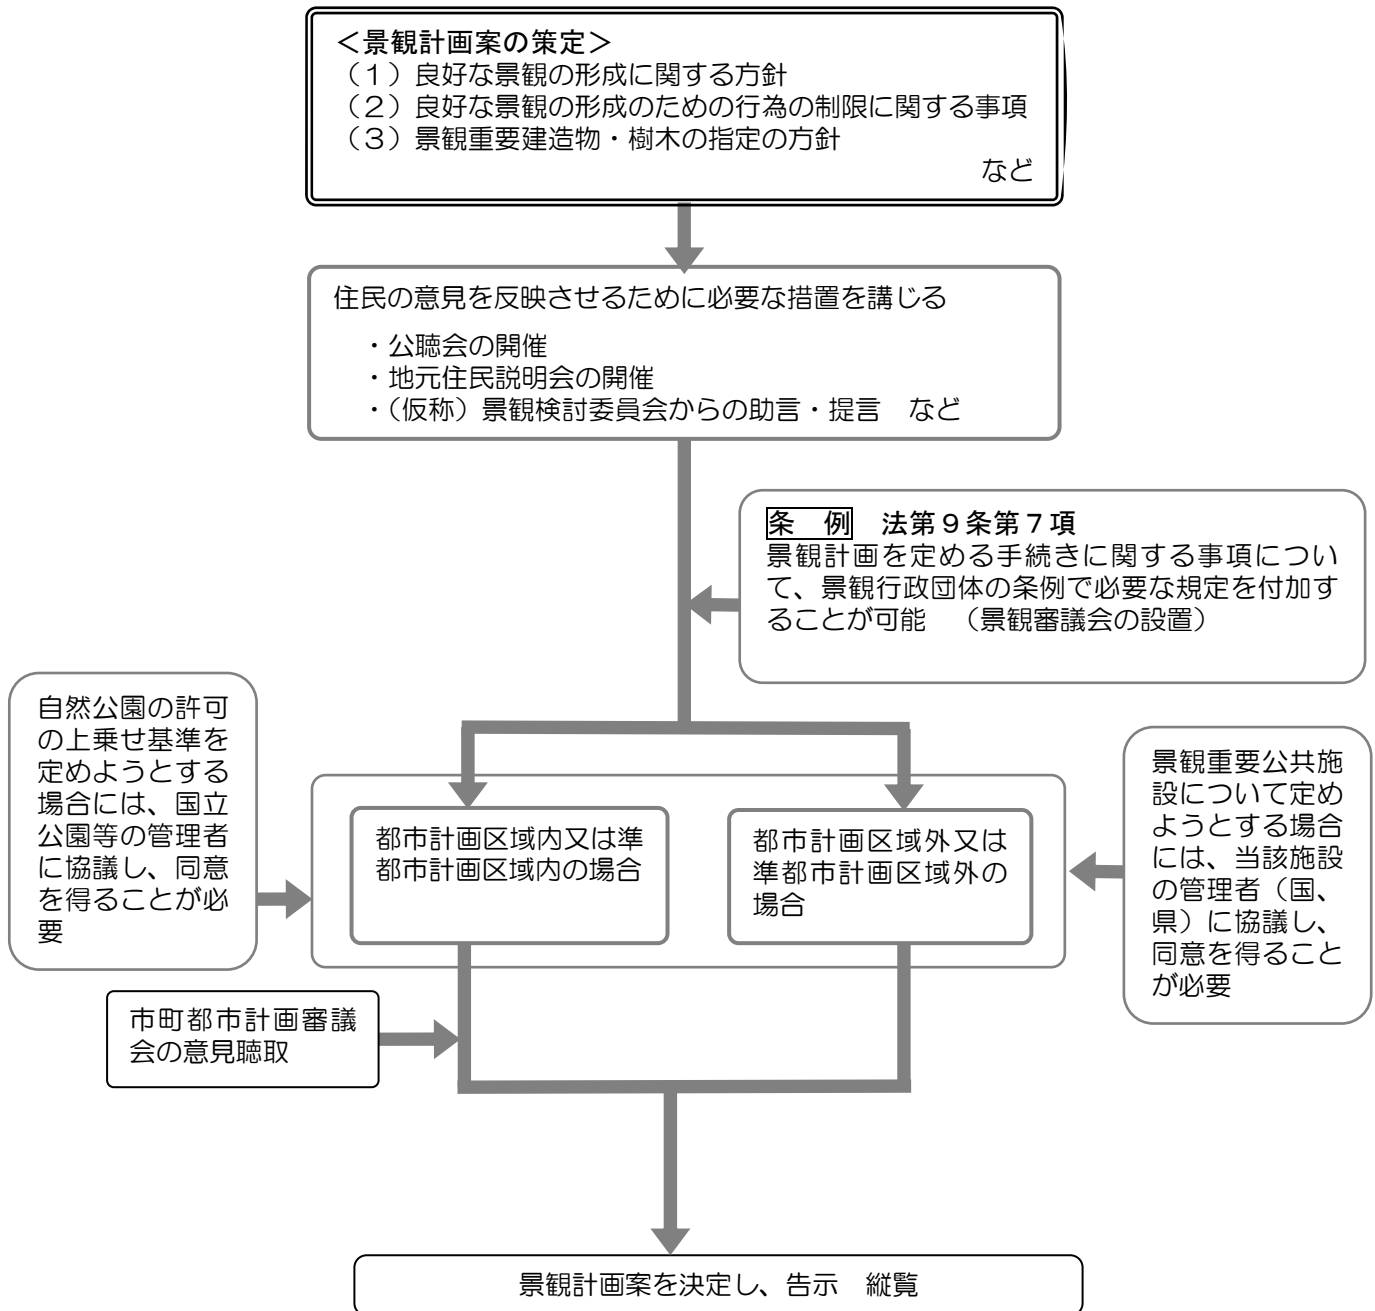 ＜景観計画案の策定＞
（１）良好な景観の形成に関する方針
（２）良好な景観の形成のための行為の制限に関する事項
（３）景観重要建造物・樹木の指定の方針
など
住民の意見を反映させるために必要な措置を講じる
・公聴会の開催
・地元住民説明会の開催
・（仮称）景観検討委員会からの助言・提言　など
条　例　法第９条第７項
景観計画を定める手続きに関する事項につい
て、景観行政団体の条例で必要な規定を付加す
ることが可能　（景観審議会の設置）
自然公園の許可
の上乗せ基準を
定めようとする
場合には、国立
公園等の管理者
に協議し、同意
を得ることが必
要
都市計画区域内又は準
都市計画区域内の場合
都市計画区域外又は
準都市計画区域外の
場合
景観重要公共施
設について定め
ようとする場合
には、当該施設
の管理者（国、
県）に協議し、
同意を得ること
が必要
市町都市計画審議
会の意見聴取
景観計画案を決定し、告示　縦覧